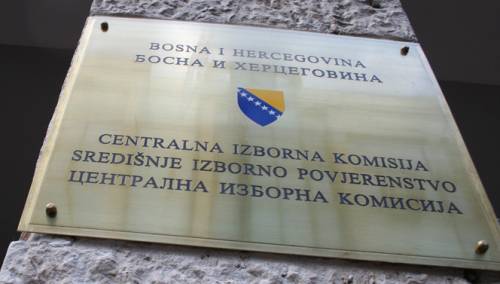 BOSNA I HERCEGOVINA
БОСНА И ХЕРЦЕГОВИНА
CENTRALNA IZBORNA KOMISIJA
SREDIŠNJE IZBORNO POVJERENSTVO
ЦЕНТРАЛНА ИЗБОРНА КОМИСИЈА